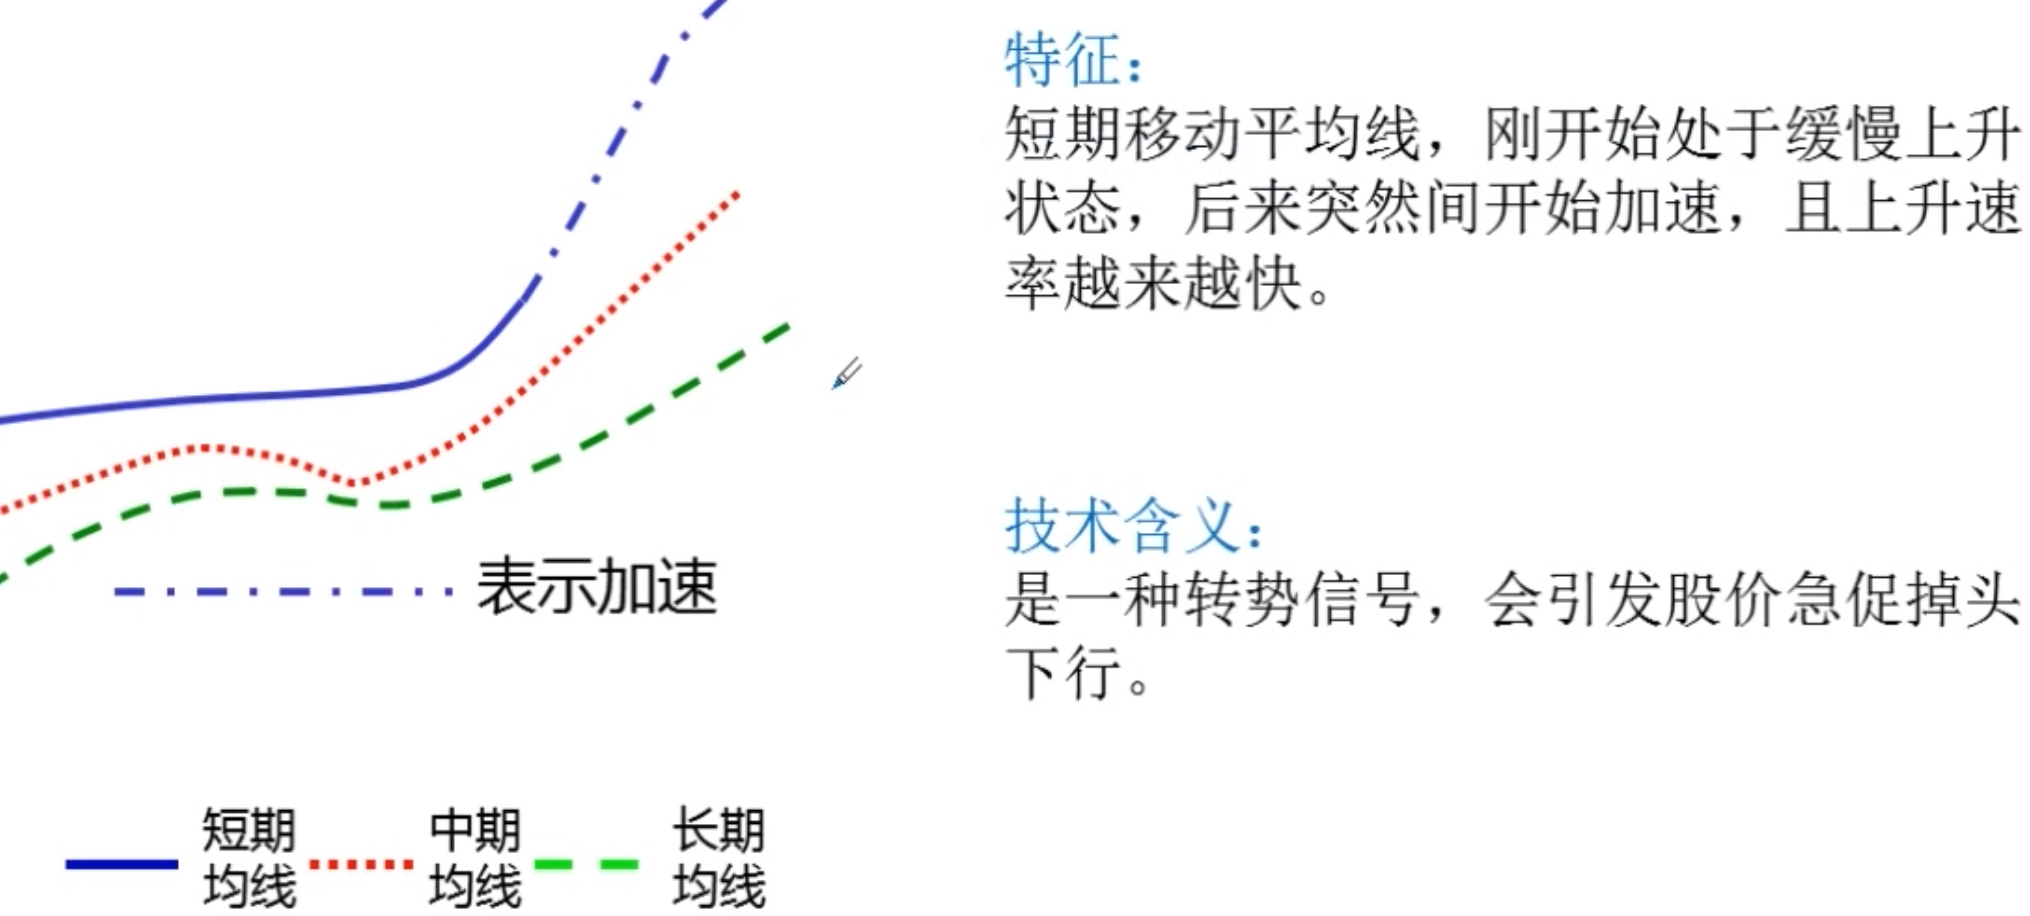 特征：
短期移动平均线，刚开始处于缓慢上升
状态，后来突然间开始加速，且上升速
率越来越快。
表示加速
技术含义：
是一种转势信号，会引发股价急促掉头
下行。
短期
均线
中期
均线
长期
均线